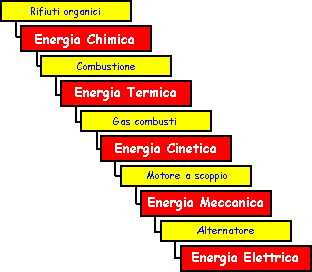 Rifiuti organici
Energia Chimica
Combustione
Energia Termica
Gas combusti
Energia Cinetica
Motore a scoppio
Energia Meccanica
Alternatore
Energia Elettrica